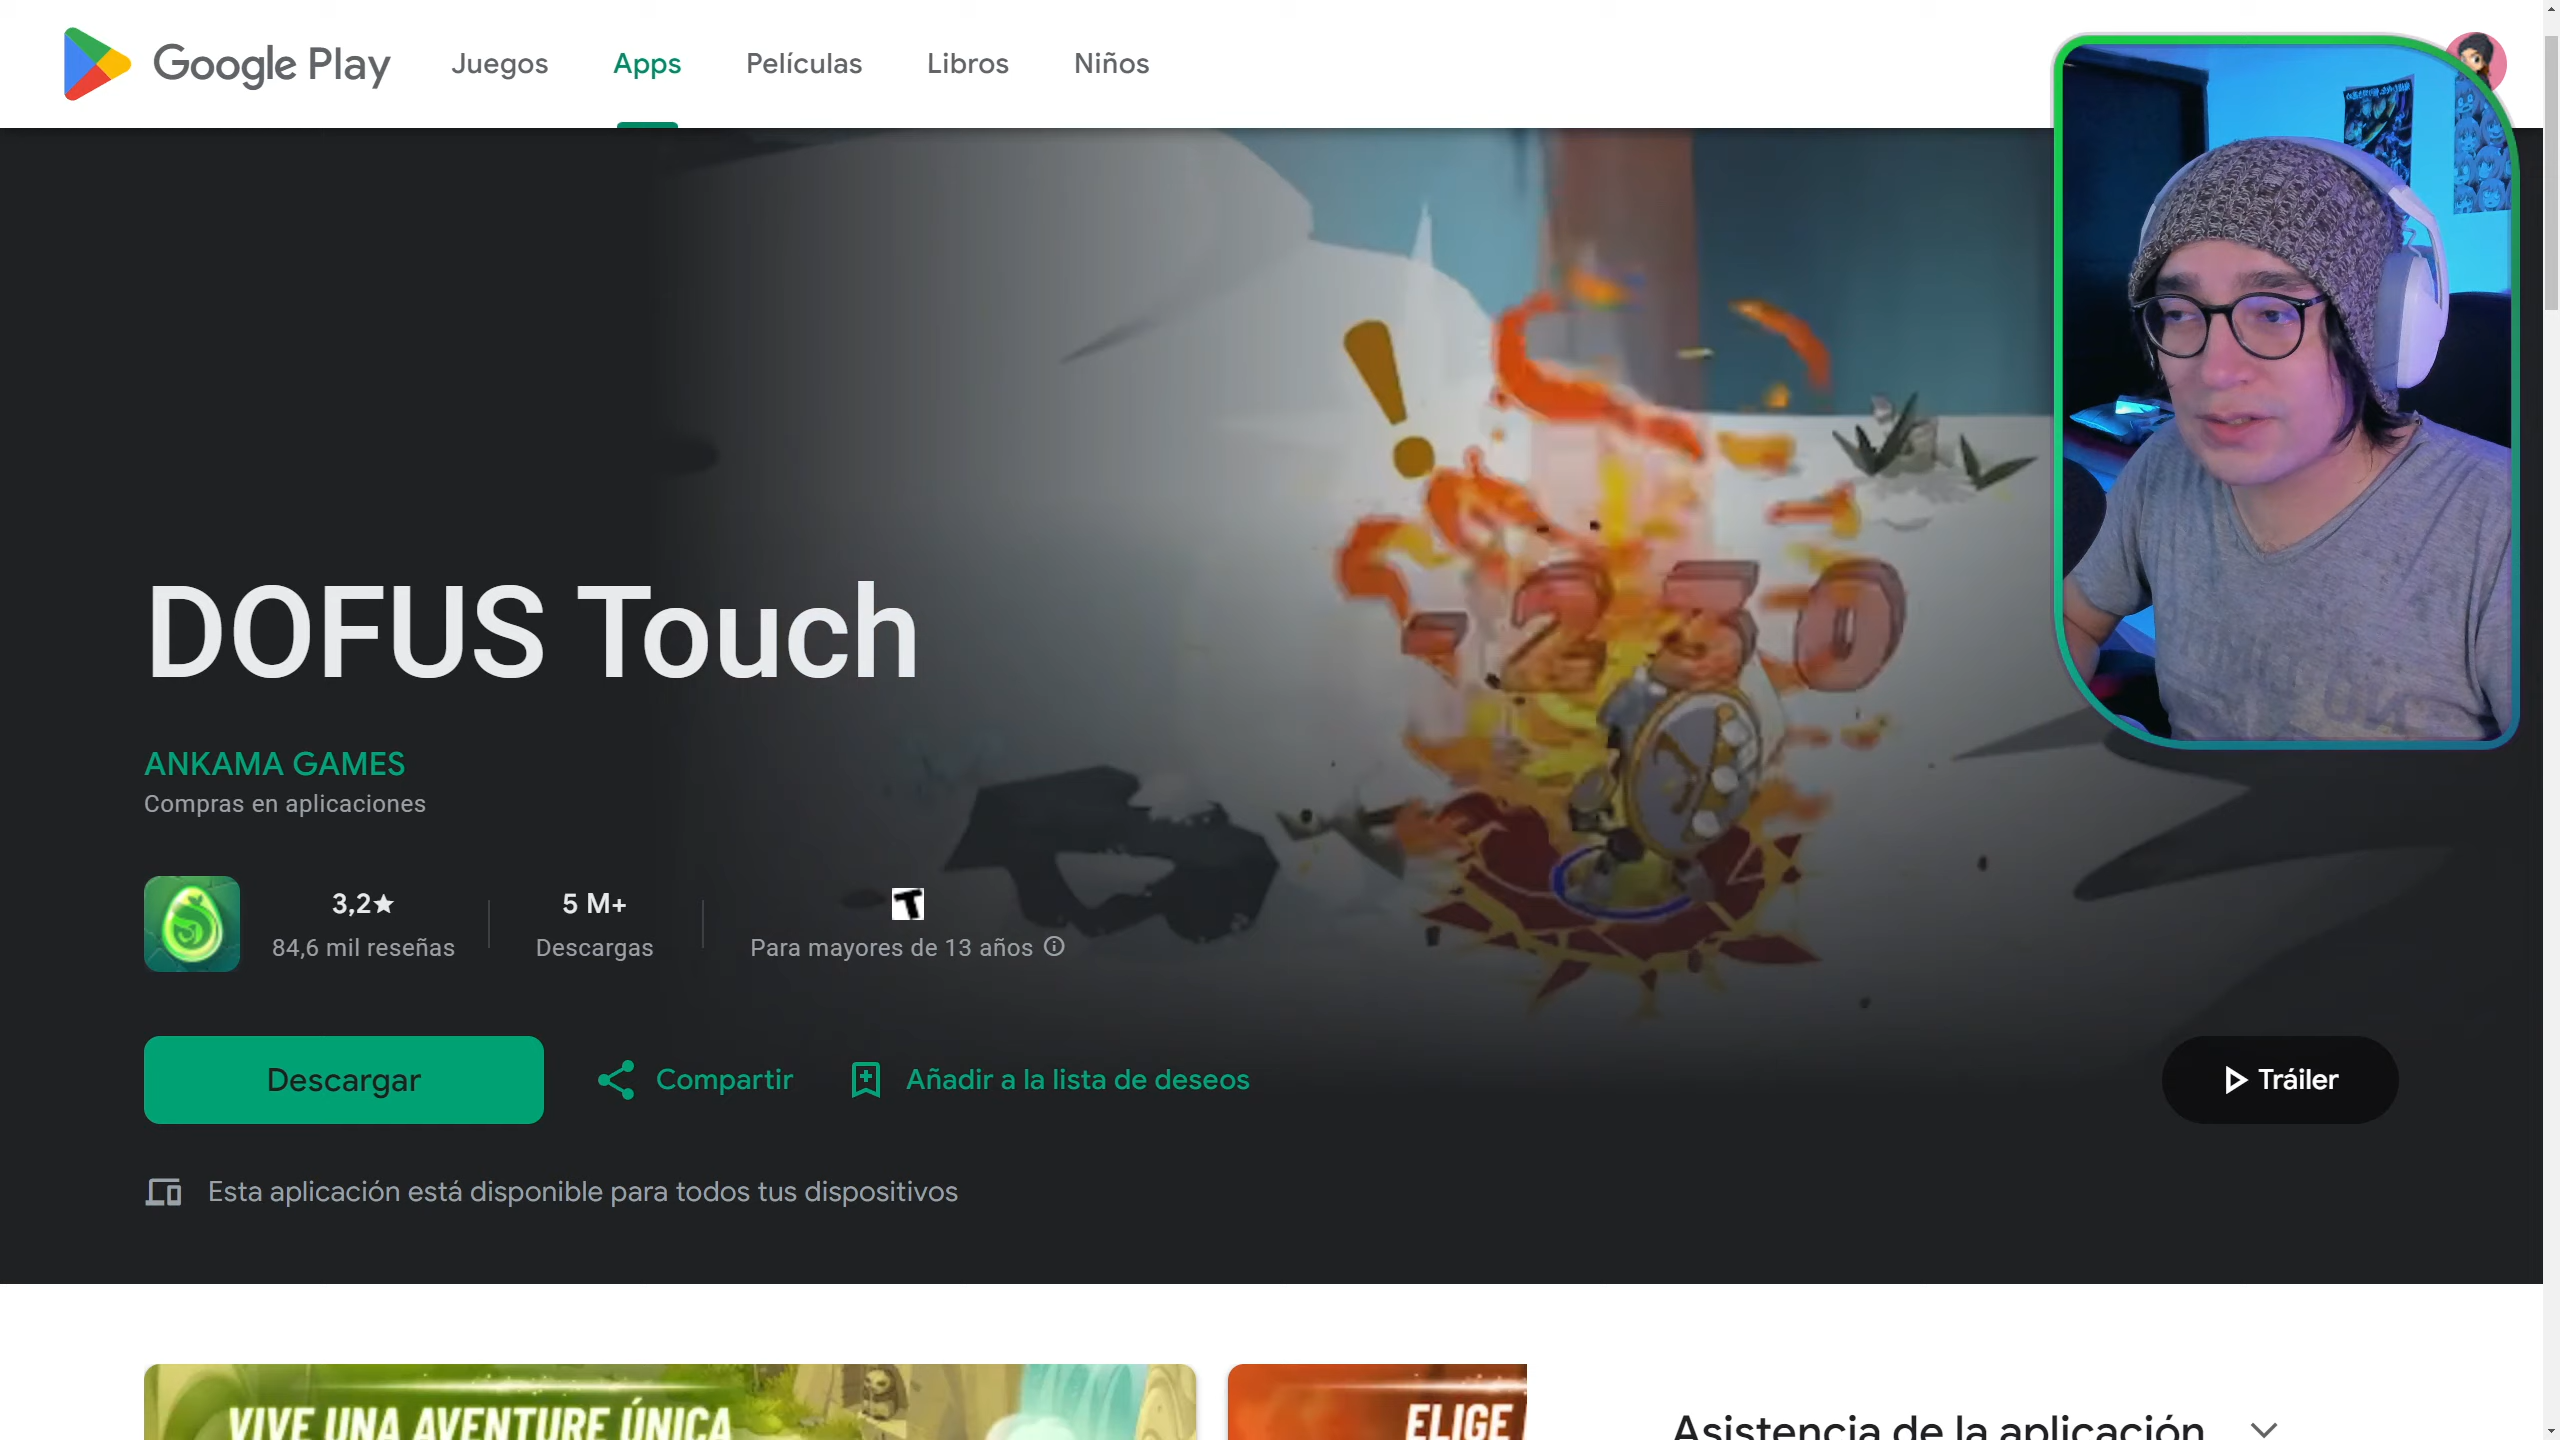 Google Play
Juegos
Apps
Películas
Libros
Niños
-230
DOFUS Touch
ANKAMA GAMES
Compras en aplicaciones
3,2★
84,6 mil reseñas
5 M+
Descargas
T
Para mayores de 13 años
Descargar
Compartir
Añadir a la lista de deseos
Tráiler
Esta aplicación está disponible para todos tus dispositivos
VIVE UNA AVENTURE ÚNICA
ELIGE
Asistencia de la aplicación